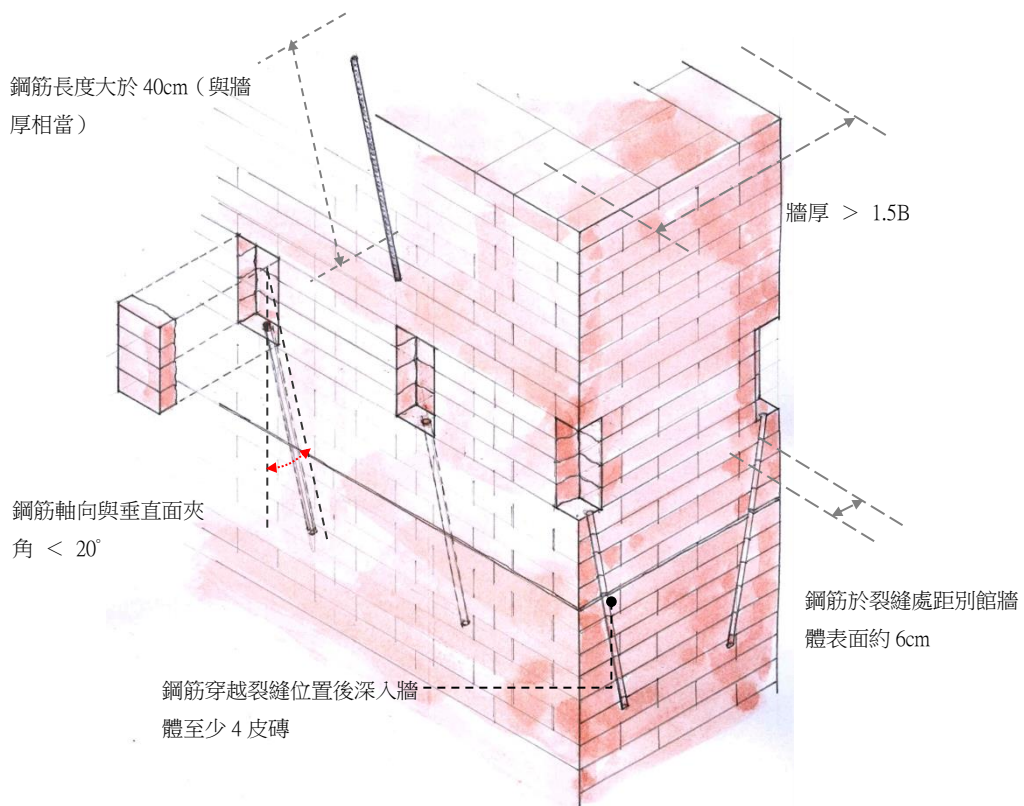 鋼筋長度大於 40cm（與牆
厚相當）
牆厚 > 1.5B
鋼筋軸向與垂直面夾
角 < 20°
鋼筋於裂縫處距別館牆
體表面約 6cm
鋼筋穿越裂縫位置後深入牆
體至少 4 皮磚